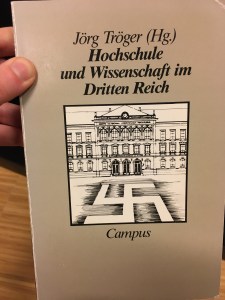 Jörg Tröger (Hg.)
Hochschule
und Wissenschaft im
Dritten Reich
Campus